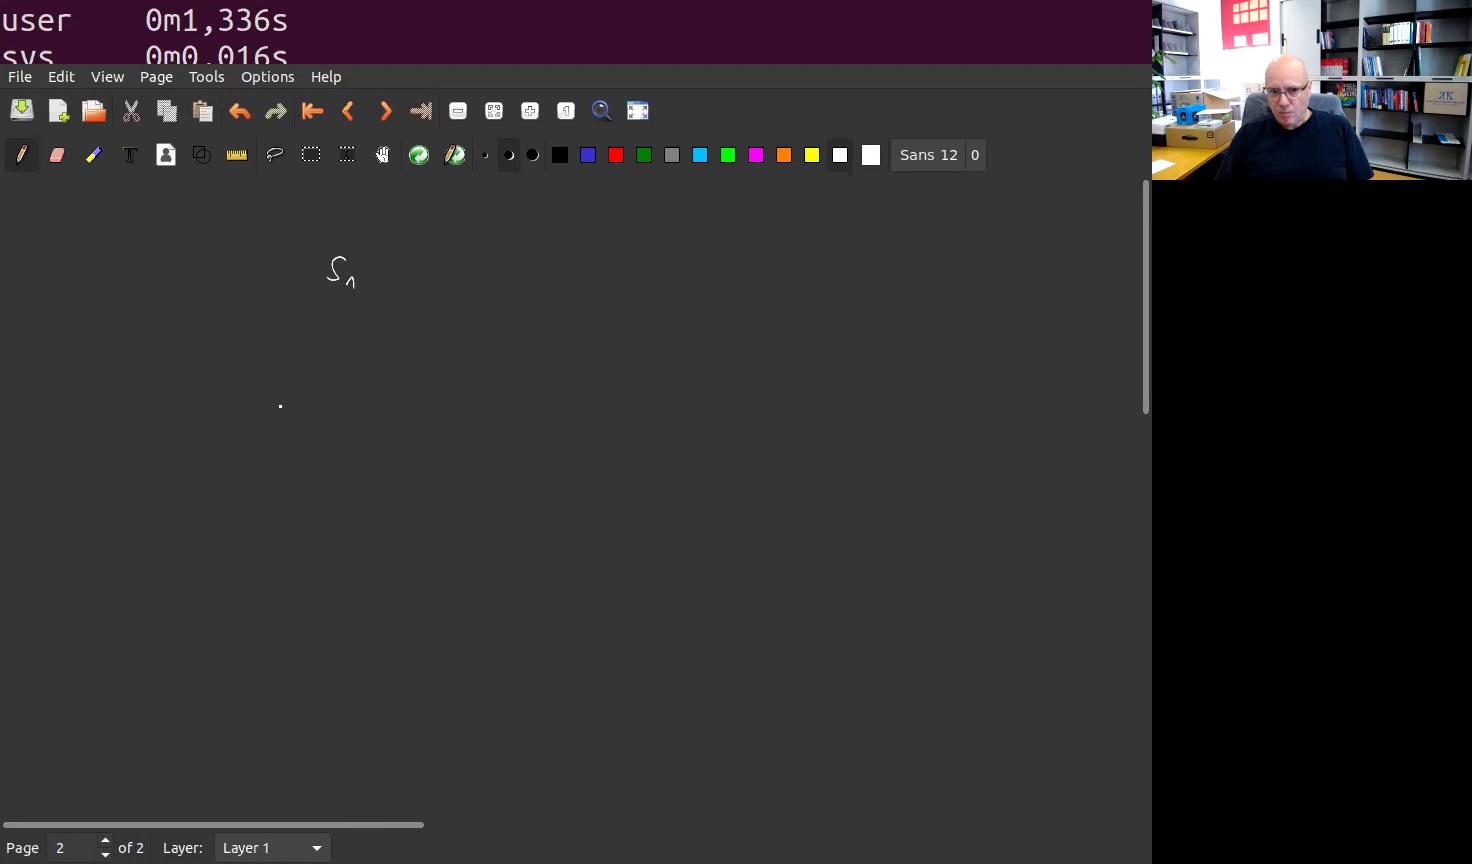 user 0m1,336s
sys 0m0,016s
File Edit View Page Tools Options Help
Sans 12 0
S₁
Page 2 of 2 Layer: Layer 1